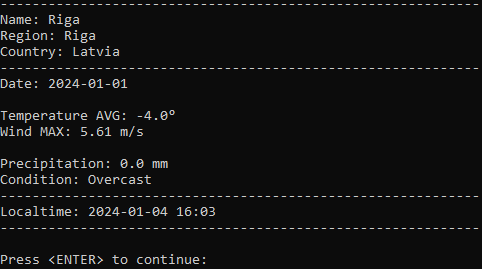 ------------------------------------------------------------
Name: Riga
Region: Riga
Country: Latvia
------------------------------------------------------------
Date: 2024-01-01
Temperature AVG: -4.0°
Wind MAX: 5.61 m/s
Precipitation: 0.0 mm
Condition: Overcast
------------------------------------------------------------
Localtime: 2024-01-04 16:03
------------------------------------------------------------
Press <ENTER> to continue: